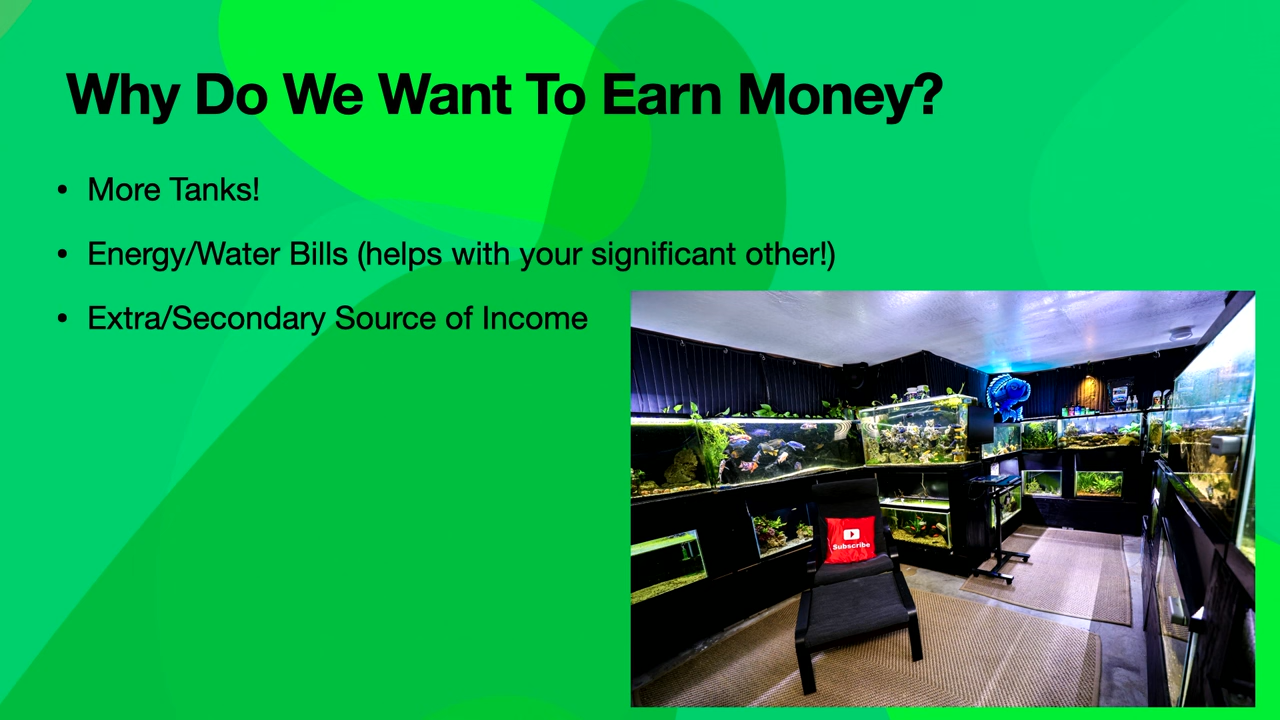 Why Do We Want To Earn Money?
• More Tanks!
• Energy/Water Bills (helps with your significant other!)
• Extra/Secondary Source of Income
Subscribe